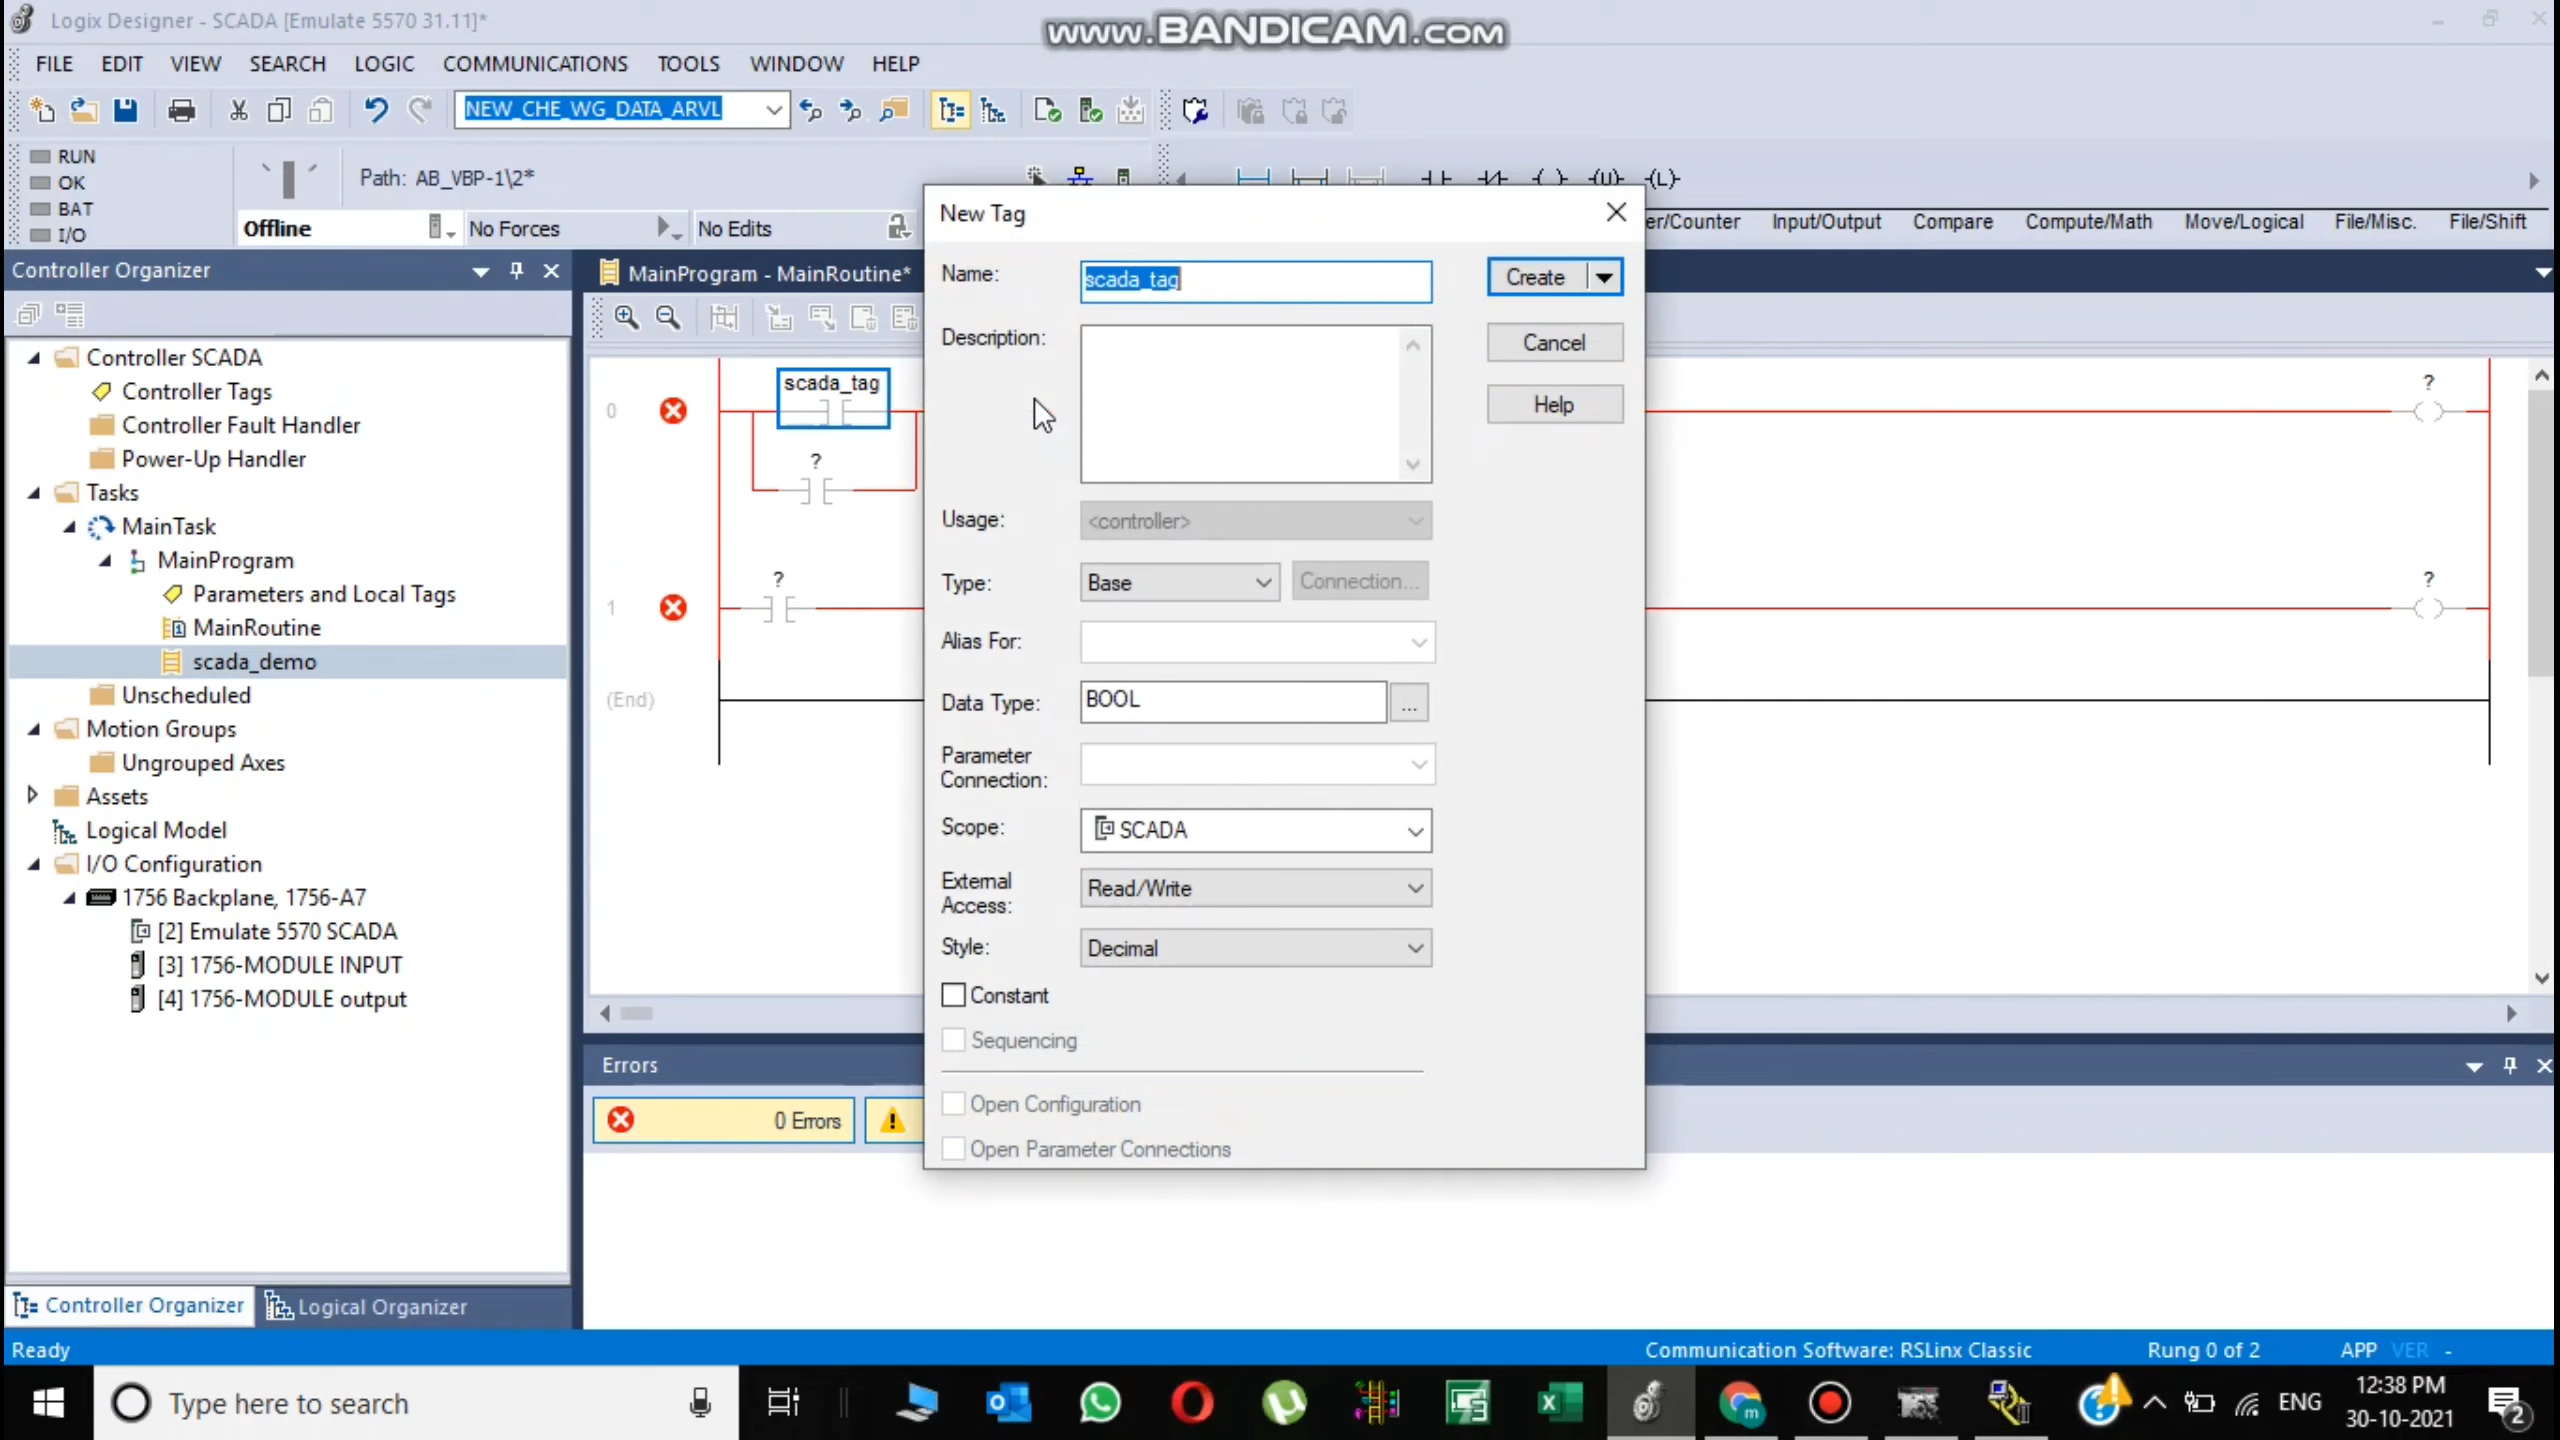 Logix Designer - SCADA [Emulate 5570 31.11]*
www.BANDICAM.com
FILE EDIT VIEW SEARCH LOGIC COMMUNICATIONS TOOLS WINDOW HELP
NEW_CHE_WG_DATA_ARVL
RUN
OK
BAT
I/O
Path: AB_VBP-1\2*
Offline
No Forces
No Edits
er/Counter Input/Output Compare Compute/Math Move/Logical File/Misc. File/Shift
Controller Organizer
Controller SCADA
Controller Tags
Controller Fault Handler
Power-Up Handler
Tasks
MainTask
MainProgram
Parameters and Local Tags
MainRoutine
scada_demo
Unscheduled
Motion Groups
Ungrouped Axes
Assets
Logical Model
I/O Configuration
1756 Backplane, 1756-A7
[2] Emulate 5570 SCADA
[3] 1756-MODULE INPUT
[4] 1756-MODULE output
Controller Organizer
Logical Organizer
MainProgram - MainRoutine*
0
scada_tag
?
?
1
?
?
(End)
New Tag
Name:
scada_tag
Create
Description:
Cancel
Help
Usage:
<controller>
Type:
Base
Connection...
Alias For:
Data Type:
BOOL
...
Parameter
Connection:
Scope:
SCADA
External
Access:
Read/Write
Style:
Decimal
Constant
Sequencing
Open Configuration
Open Parameter Connections
Errors
0 Errors
Ready
Communication Software: RSLinx Classic
Rung 0 of 2
APP VER -
Type here to search
ENG
12:38 PM
30-10-2021
2